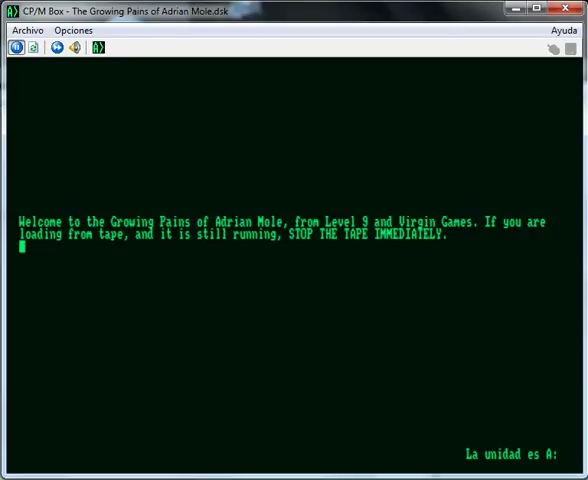 CP/M Box - The Growing Pains of Adrian Mole.dsk
Archivo Opciones Ayuda
A>
Welcome to the Growing Pains of Adrian Mole, from Level 9 and Virgin Games. If you are
loading from tape, and it is still running, STOP THE TAPE IMMEDIATELY.
La unidad es A: